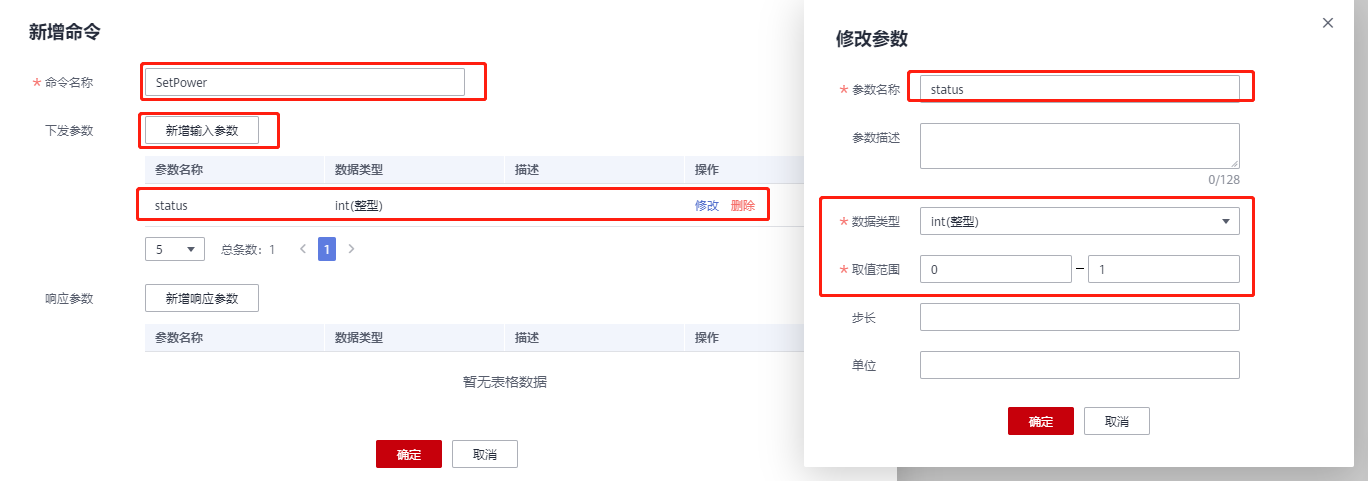 新增命令
* 命令名称 SetPower
下发参数 新增输入参数
参数名称 数据类型 描述 操作
status int(整型) 修改 删除
5 总条数: 1 < 1 >
响应参数 新增响应参数
参数名称 数据类型 描述 操作
暂无表格数据
确定 取消
修改参数
* 参数名称 status
参数描述
0/128
* 数据类型 int(整型)
* 取值范围 0 – 1
步长
单位
确定 取消